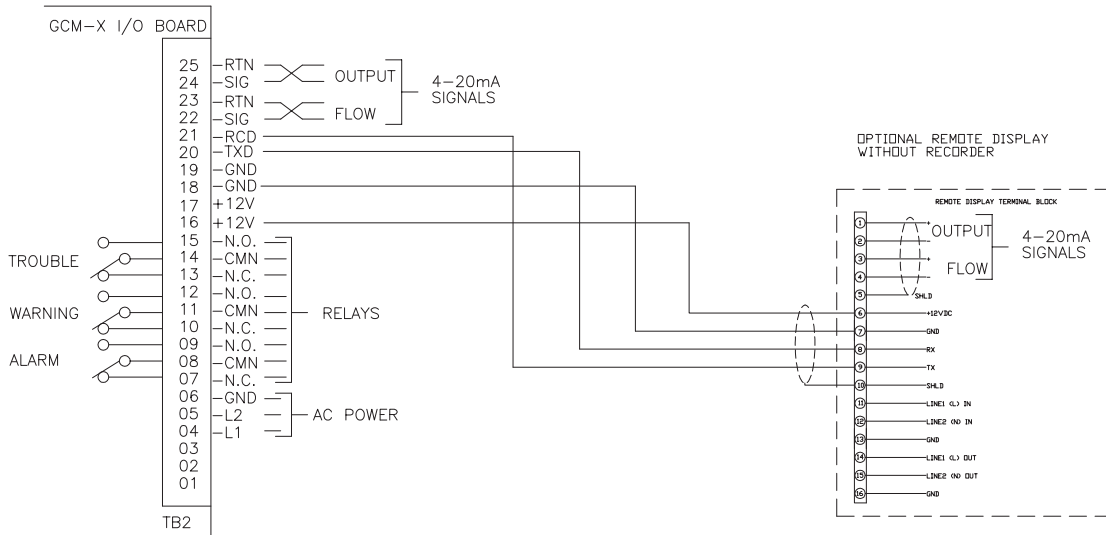 GCM-X I/O BOARD
25 -RTN
24 -SIG
OUTPUT
23 -RTN
22 -SIG
FLOW
4-20mA
SIGNALS
21 -RCD
20 -TXD
19 -GND
18 -GND
17 +12V
16 +12V
15 -N.O.
14 -CMN
13 -N.C.
TROUBLE
12 -N.O.
11 -CMN
10 -N.C.
WARNING
RELAYS
09 -N.O.
08 -CMN
07 -N.C.
ALARM
06 -GND
05 -L2
04 -L1
AC POWER
03
02
01
TB2
OPTIONAL REMOTE DISPLAY
WITHOUT RECORDER
REMOTE DISPLAY TERMINAL BLOCK
1 +
2 -
OUTPUT
3 +
4 -
FLOW
4-20mA
SIGNALS
5 SHLD
6 +12VDC
7 GND
8 RX
9 TX
10 SHLD
11 LINE1 (L) IN
12 LINE2 (N) IN
13 GND
14 LINE1 (L) OUT
15 LINE2 (N) OUT
16 GND